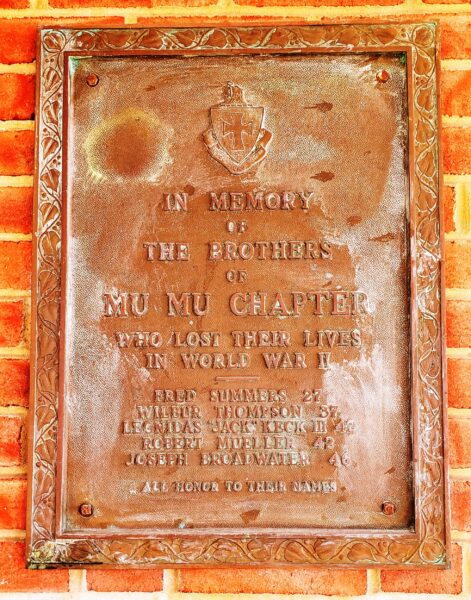 IN MEMORY
OF
THE BROTHERS
OF
MU MU CHAPTER
WHO LOST THEIR LIVES
IN WORLD WAR II
FRED SUMMERS 27
WILBUR THOMPSON 37
LEONIDAS "JACK" KECK III
ROBERT MUELLER 42
JOSEPH BROADWATER 46
ALL HONOR TO THEIR NAMES